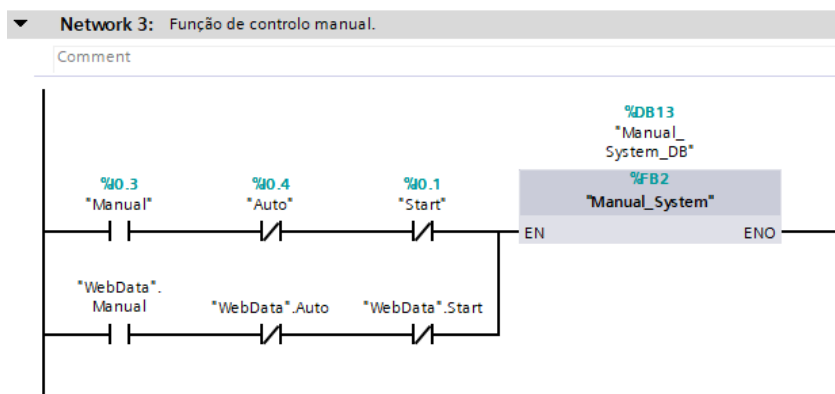 Network 3: Função de controlo manual.
Comment
%DB13
"Manual_
System_DB"
%I0.3 %I0.4 %I0.1 %FB2
"Manual" "Auto" "Start" "Manual_System"
EN ENO
"WebData".
Manual "WebData".Auto "WebData".Start